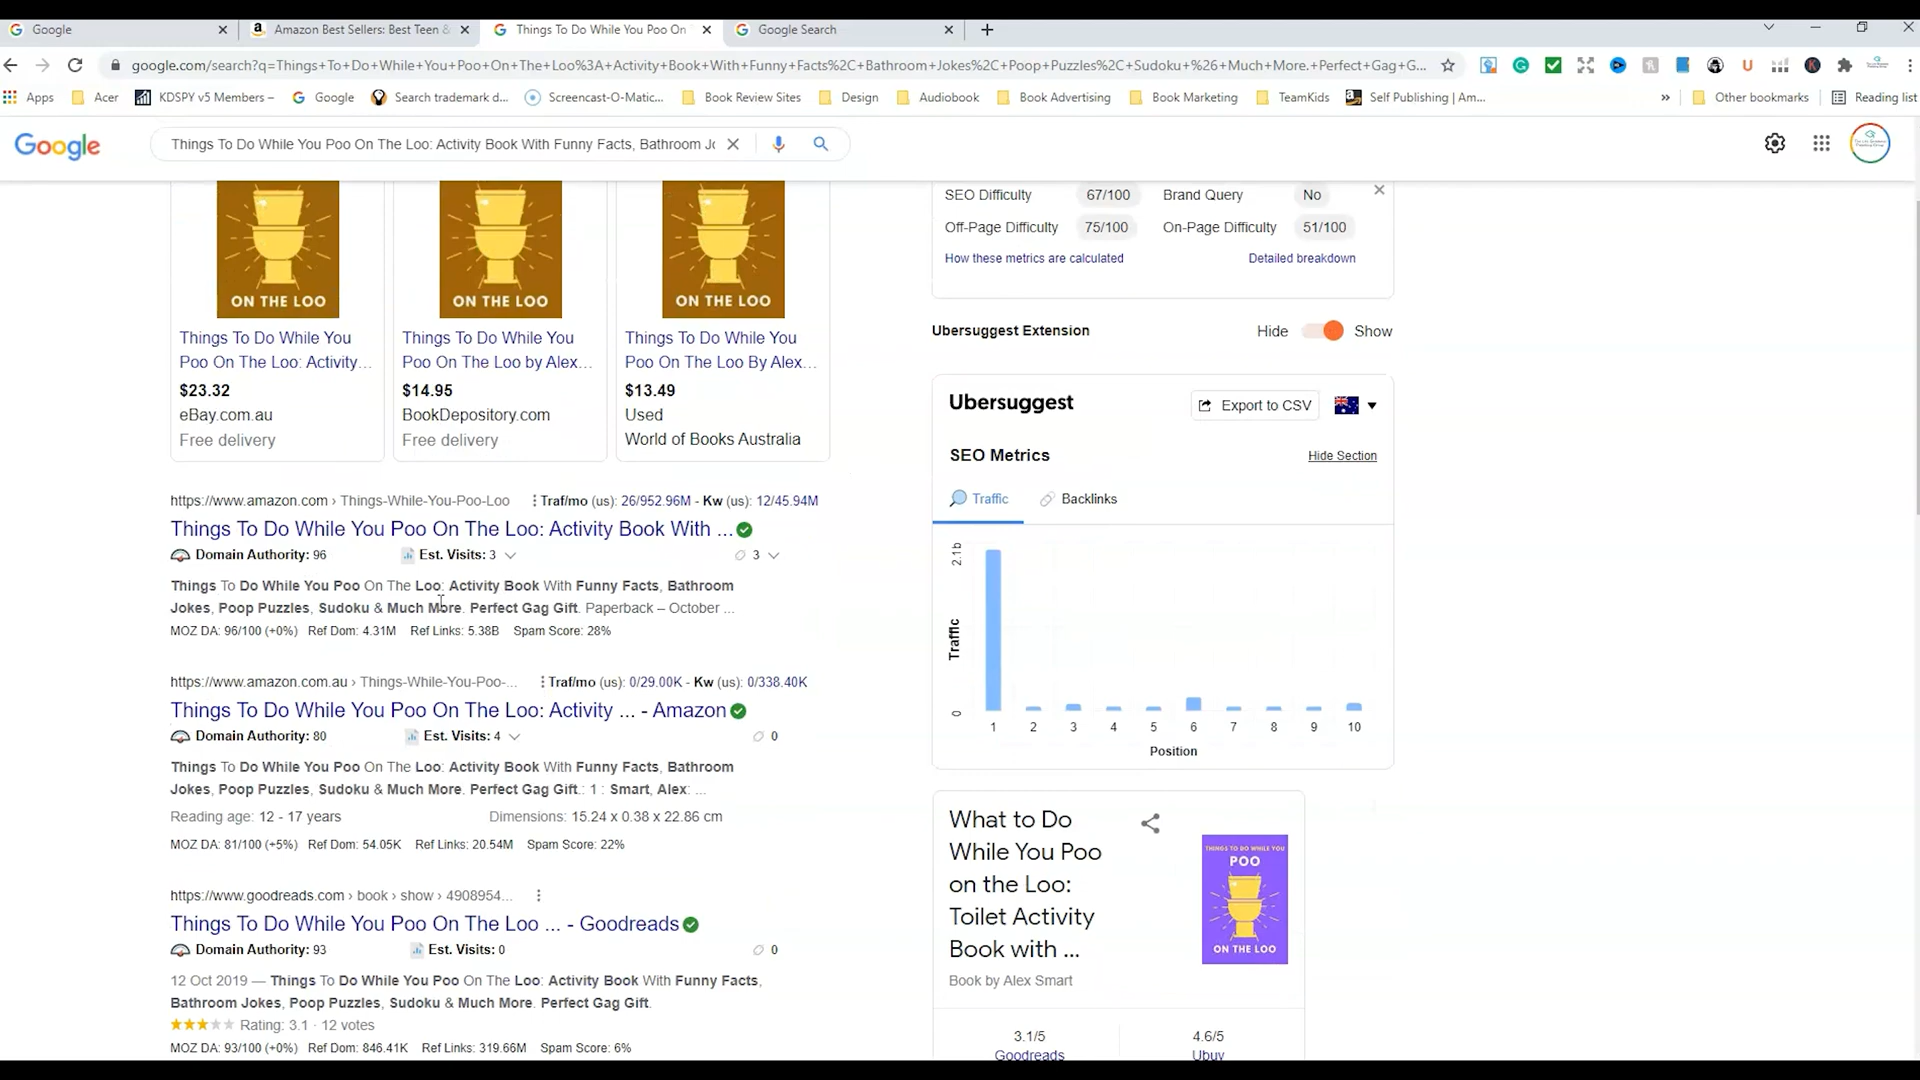 Google
Amazon Best Sellers: Best Teen &
Things To Do While You Poo On
Google Search
google.com/search?q=Things+To+Do+While+You+Poo+On+The+Loo%3A+Activity+Book+With+Funny+Facts%2C+Bathroom+Jokes%2C+Poop+Puzzles%2C+Sudoku+%26+Much+More.+Perfect+Gag+G...
Apps
Acer
KDSPY v5 Members –
Google
Search trademark d...
Screencast-O-Matic...
Book Review Sites
Design
Audiobook
Book Advertising
Book Marketing
TeamKids
Self Publishing | Am...
»
Other bookmarks
Reading list
Google
Things To Do While You Poo On The Loo: Activity Book With Funny Facts, Bathroom Jo
ON THE LOO
ON THE LOO
ON THE LOO
Things To Do While You
Poo On The Loo: Activity...
$23.32
eBay.com.au
Free delivery
Things To Do While You
Poo On The Loo by Alex...
$14.95
BookDepository.com
Free delivery
Things To Do While You
Poo On The Loo By Alex...
$13.49
Used
World of Books Australia
https://www.amazon.com › Things-While-You-Poo-Loo
Traf/mo (us): 26/952.96M - Kw (us): 12/45.94M
Things To Do While You Poo On The Loo: Activity Book With ...
Domain Authority: 96
Est. Visits: 3
3
Things To Do While You Poo On The Loo: Activity Book With Funny Facts, Bathroom
Jokes, Poop Puzzles, Sudoku & Much More. Perfect Gag Gift. Paperback – October ...
MOZ DA: 96/100 (+0%) Ref Dom: 4.31M Ref Links: 5.38B Spam Score: 28%
https://www.amazon.com.au › Things-While-You-Poo-...
Traf/mo (us): 0/29.00K - Kw (us): 0/338.40K
Things To Do While You Poo On The Loo: Activity ... - Amazon
Domain Authority: 80
Est. Visits: 4
0
Things To Do While You Poo On The Loo: Activity Book With Funny Facts, Bathroom
Jokes, Poop Puzzles, Sudoku & Much More. Perfect Gag Gift.: 1 : Smart, Alex: ...
Reading age: 12 - 17 years
Dimensions: 15.24 x 0.38 x 22.86 cm
MOZ DA: 81/100 (+5%) Ref Dom: 54.05K Ref Links: 20.54M Spam Score: 22%
https://www.goodreads.com › book › show › 4908954...
Things To Do While You Poo On The Loo ... - Goodreads
Domain Authority: 93
Est. Visits: 0
0
12 Oct 2019 — Things To Do While You Poo On The Loo: Activity Book With Funny Facts,
Bathroom Jokes, Poop Puzzles, Sudoku & Much More. Perfect Gag Gift.
Rating: 3.1 · 12 votes
MOZ DA: 93/100 (+0%) Ref Dom: 846.41K Ref Links: 319.66M Spam Score: 6%
SEO Difficulty 67/100 Brand Query No
Off-Page Difficulty 75/100 On-Page Difficulty 51/100
How these metrics are calculated
Detailed breakdown
Ubersuggest Extension
Hide
Show
Ubersuggest
Export to CSV
SEO Metrics
Hide Section
Traffic
Backlinks
2.1b
Traffic
0
1 2 3 4 5 6 7 8 9 10
Position
What to Do
While You Poo
on the Loo:
Toilet Activity
Book with ...
Book by Alex Smart
THINGS TO DO WHILE YOU
POO
ON THE LOO
3.1/5
Goodreads
4.6/5
Ubuy